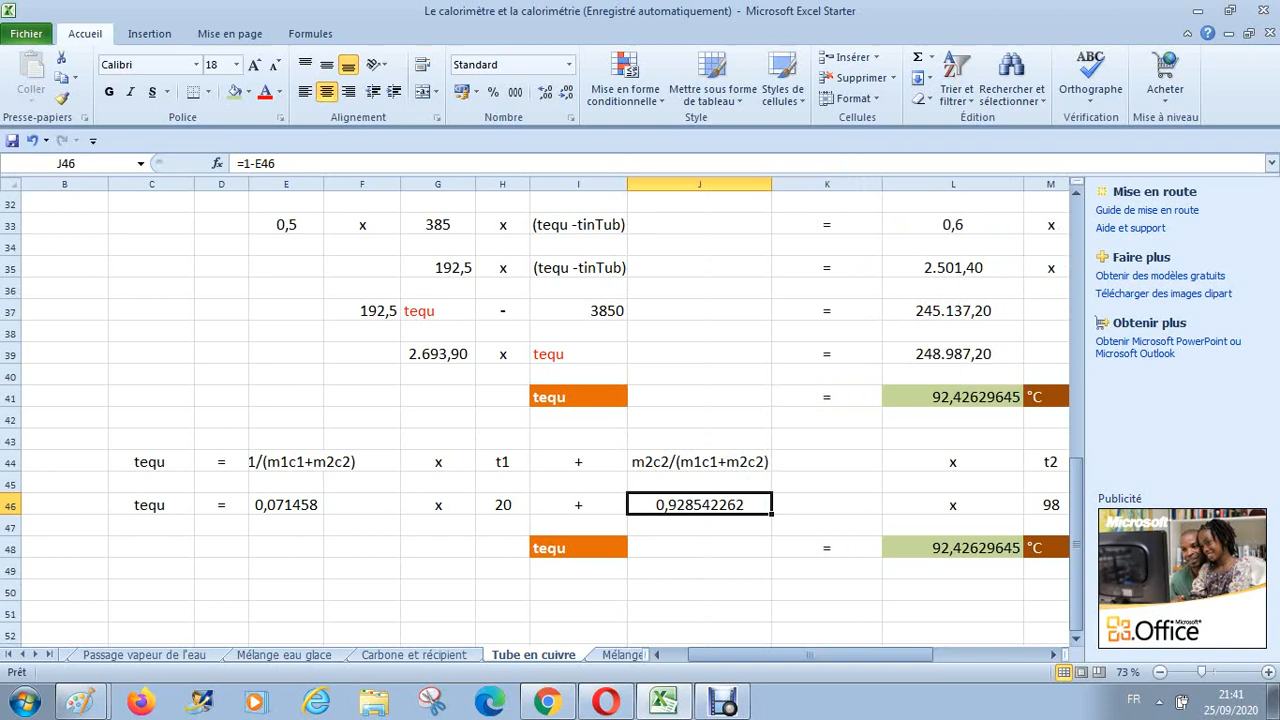 Le calorimètre et la calorimétrie (Enregistré automatiquement) - Microsoft Excel Starter
Fichier Accueil Insertion Mise en page Formules
Coller
Calibri 18
G I S
Standard
% 000
Mise en forme conditionnelle
Mettre sous forme de tableau
Styles de cellules
Insérer
Supprimer
Format
Σ
Trier et filtrer
Rechercher et sélectionner
ABC
Orthographe
Acheter
Presse-papiers Police Alignement Nombre Style Cellules Édition Vérification Mise à niveau
J46 fx =1-E46
B C D E F G H I J K L M
32
33 0,5 x 385 x (tequ -tinTub) = 0,6 x
34
35 192,5 x (tequ -tinTub) = 2.501,40 x
36
37 192,5 tequ - 3850 = 245.137,20
38
39 2.693,90 x tequ = 248.987,20
40
41 tequ = 92,42629645 °C
42
43
44 tequ = 1/(m1c1+m2c2) x t1 + m2c2/(m1c1+m2c2) x t2
45
46 tequ = 0,071458 x 20 + 0,928542262 x 98
47
48 tequ = 92,42629645 °C
49
50
51
52
Mise en route
Guide de mise en route
Aide et support
Faire plus
Obtenir des modèles gratuits
Télécharger des images clipart
Obtenir plus
Obtenir Microsoft PowerPoint ou
Microsoft Outlook
Publicité
Microsoft
Microsoft
Office
Passage vapeur de l'eau Mélange eau glace Carbone et récipient Tube en cuivre Mélange
Prêt 73 %
FR 21:41
25/09/2020